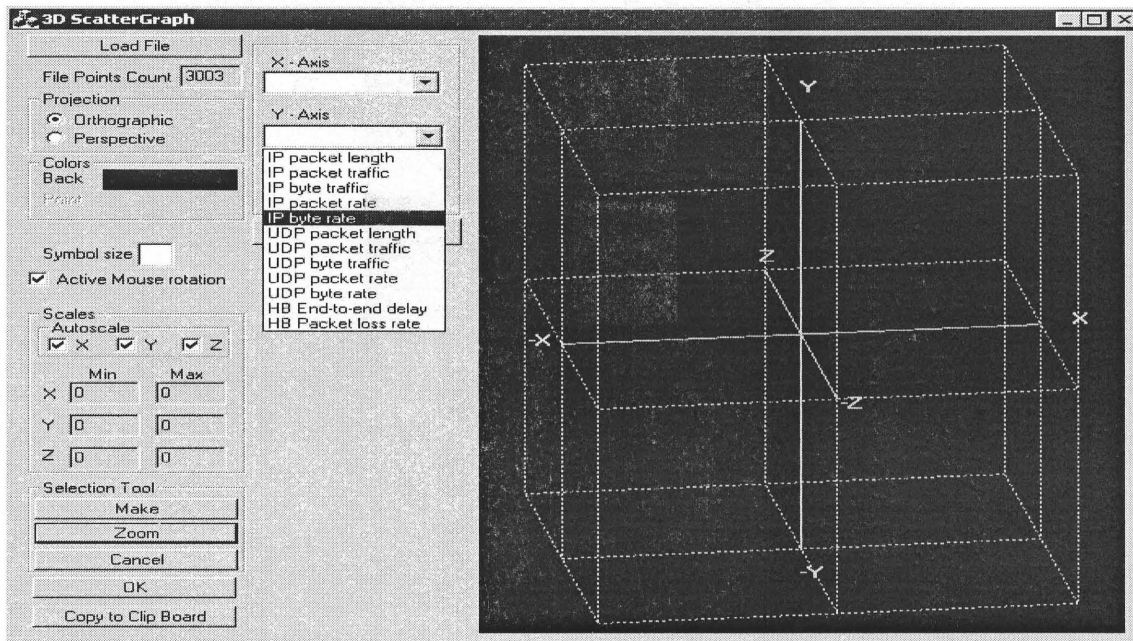 3D ScatterGraph
Load File
File Points Count 3003
Projection
Orthographic
Perspective
Colors
Back
Point
Symbol size
Active Mouse rotation
Scales
Autoscale
X Y Z
Min Max
X 0 0
Y 0 0
Z 0 0
Selection Tool
Make
Zoom
Cancel
OK
Copy to Clip Board
X - Axis
Y - Axis
IP packet length
IP packet traffic
IP byte traffic
IP packet rate
IP byte rate
UDP packet length
UDP packet traffic
UDP byte traffic
UDP packet rate
UDP byte rate
HB End-to-end delay
HB Packet loss rate
Y
Z
-X
X
-Z
-Y